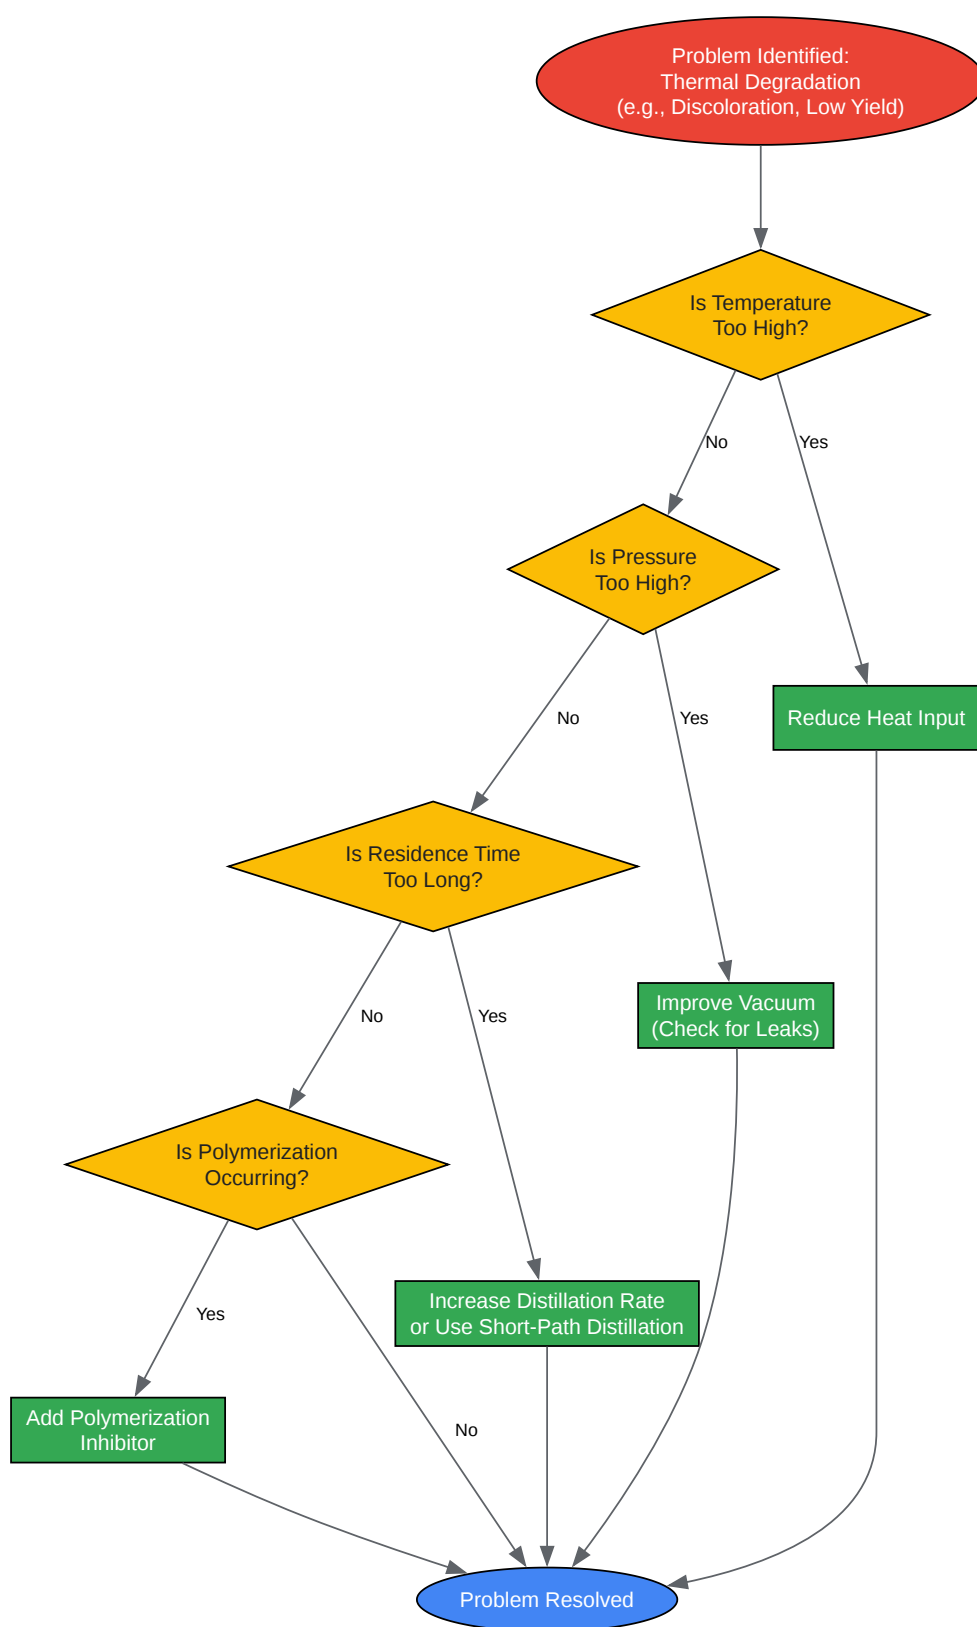 Problem Identified:
Thermal Degradation
(e.g., Discoloration, Low Yield)
Is Temperature
Too High?
No
Yes
Is Pressure
Too High?
No
Yes
Reduce Heat Input
Is Residence Time
Too Long?
No
Yes
Improve Vacuum
(Check for Leaks)
Is Polymerization
Occurring?
Yes
No
Increase Distillation Rate
or Use Short-Path Distillation
Add Polymerization
Inhibitor
Problem Resolved